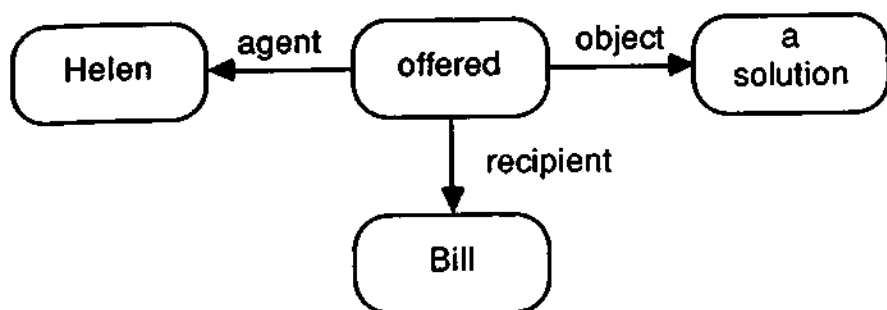 agent
object
Helen
offered
a
solution
recipient
Bill